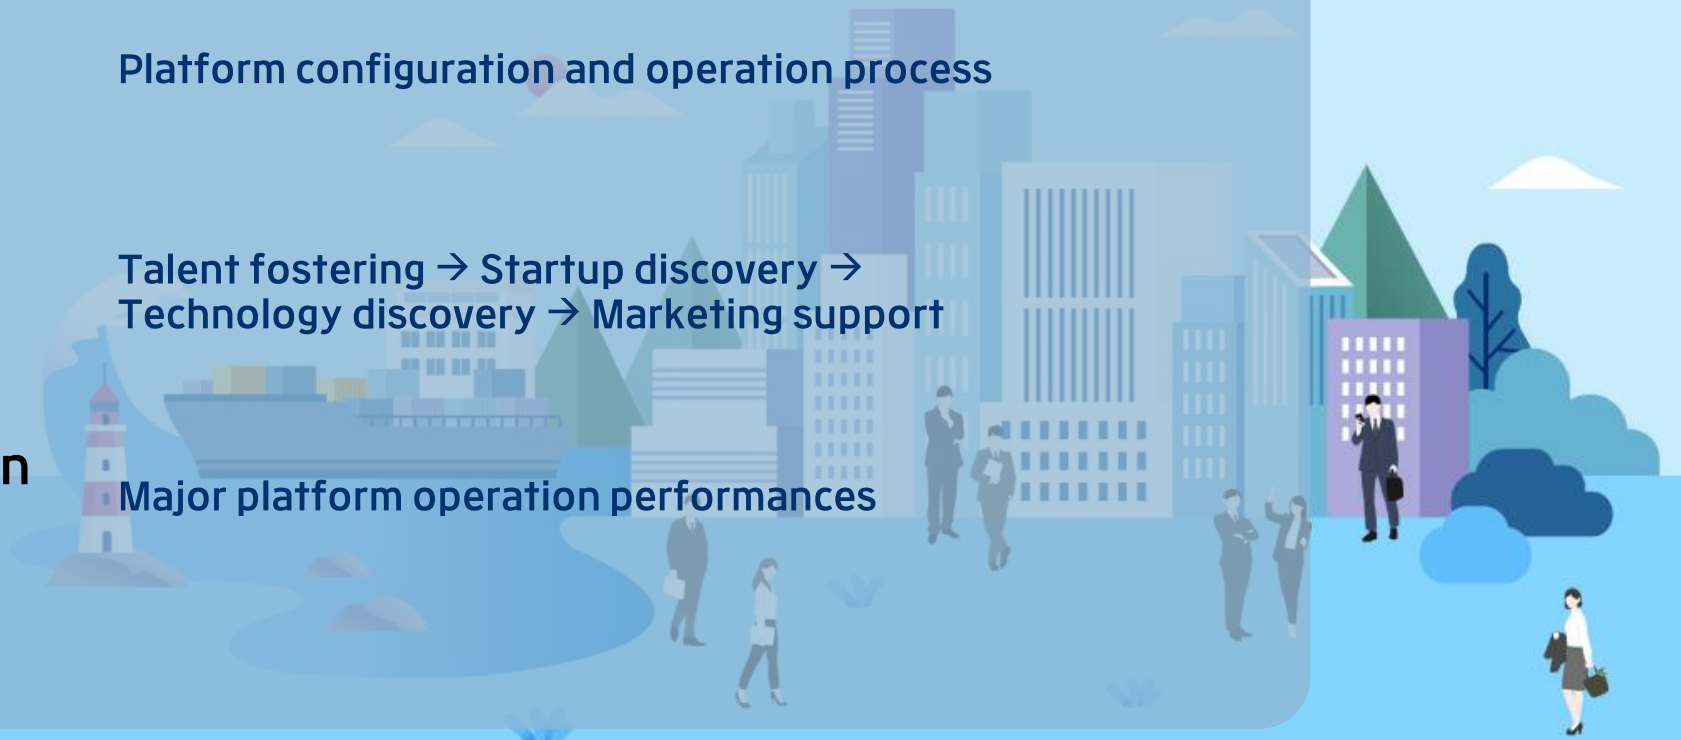 Platform configuration and operation process
Talent fostering → Startup discovery →
Technology discovery → Marketing support
n
Major platform operation performances